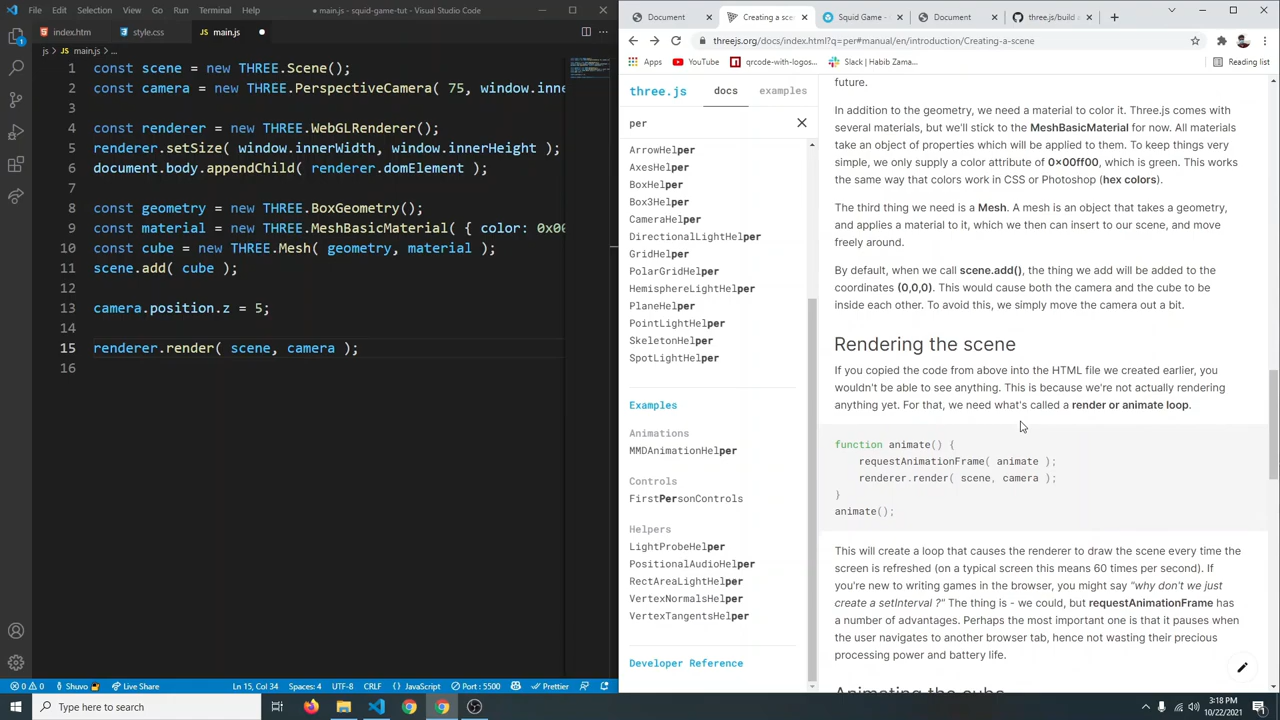 File Edit Selection View Go Run Terminal Help
● main.js - squid-game-tut - Visual Studio Code
index.html
style.css
JS main.js ●
js > JS main.js > ...
1 const scene = new THREE.Scene();
2 const camera = new THREE.PerspectiveCamera( 75, window.inne
3
4 const renderer = new THREE.WebGLRenderer();
5 renderer.setSize( window.innerWidth, window.innerHeight );
6 document.body.appendChild( renderer.domElement );
7
8 const geometry = new THREE.BoxGeometry();
9 const material = new THREE.MeshBasicMaterial( { color: 0x00
10 const cube = new THREE.Mesh( geometry, material );
11 scene.add( cube );
12
13 camera.position.z = 5;
14
15 renderer.render( scene, camera );
16
0 0
Shuvo
Live Share
Ln 15, Col 34
Spaces: 4
UTF-8
CRLF
JavaScript
Port : 5500
Prettier
Document
Creating a sce
Squid Game -
Document
three.js/build a
threejs.org/docs/index.html?q=per#manual/en/introduction/Creating-a-scene
Apps
YouTube
qrcode-with-logos...
Slack | Habib Zama...
Reading list
three.js
docs
examples
per
ArrowHelper
AxesHelper
BoxHelper
Box3Helper
CameraHelper
DirectionalLightHelper
GridHelper
PolarGridHelper
HemisphereLightHelper
PlaneHelper
PointLightHelper
SkeletonHelper
SpotLightHelper
Examples
Animations
MMDAnimationHelper
Controls
FirstPersonControls
Helpers
LightProbeHelper
PositionalAudioHelper
RectAreaLightHelper
VertexNormalsHelper
VertexTangentsHelper
Developer Reference
future.
In addition to the geometry, we need a material to color it. Three.js comes with
several materials, but we'll stick to the MeshBasicMaterial for now. All materials
take an object of properties which will be applied to them. To keep things very
simple, we only supply a color attribute of 0x00ff00, which is green. This works
the same way that colors work in CSS or Photoshop (hex colors).
The third thing we need is a Mesh. A mesh is an object that takes a geometry,
and applies a material to it, which we then can insert to our scene, and move
freely around.
By default, when we call scene.add(), the thing we add will be added to the
coordinates (0,0,0). This would cause both the camera and the cube to be
inside each other. To avoid this, we simply move the camera out a bit.
Rendering the scene
If you copied the code from above into the HTML file we created earlier, you
wouldn't be able to see anything. This is because we're not actually rendering
anything yet. For that, we need what's called a render or animate loop.
function animate() {
requestAnimationFrame( animate );
renderer.render( scene, camera );
}
animate();
This will create a loop that causes the renderer to draw the scene every time the
screen is refreshed (on a typical screen this means 60 times per second). If
you're new to writing games in the browser, you might say "why don't we just
create a setInterval ?" The thing is - we could, but requestAnimationFrame has
a number of advantages. Perhaps the most important one is that it pauses when
the user navigates to another browser tab, hence not wasting their precious
processing power and battery life.
Animating the cube
Type here to search
3:18 PM
10/22/2021